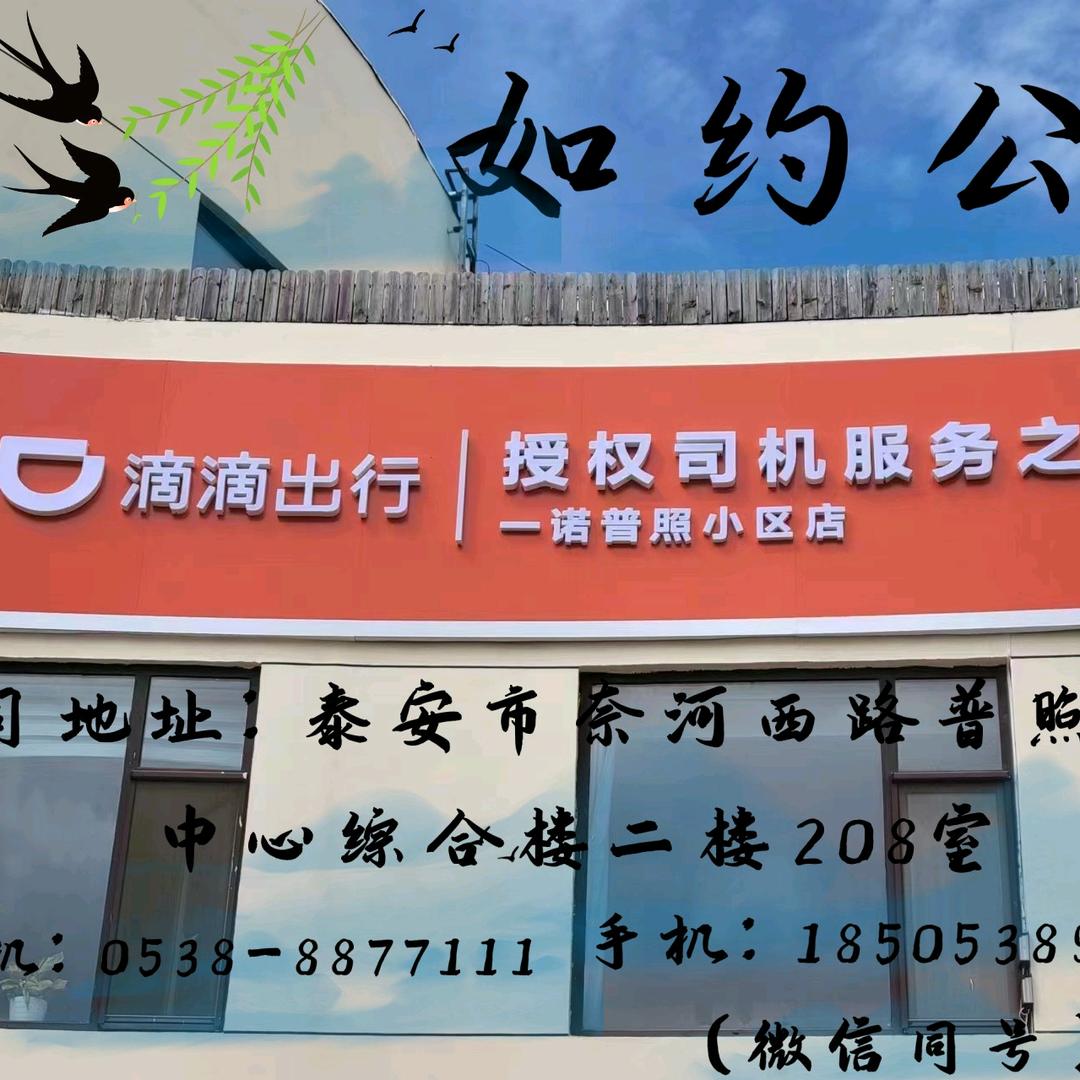 如约公
滴滴出行
授权司机服务之
一诺普照小区店
地址：泰安市奈河西路普照
中心综合楼二楼208室
机：0538-8877111
手机：18505389
（微信同号）